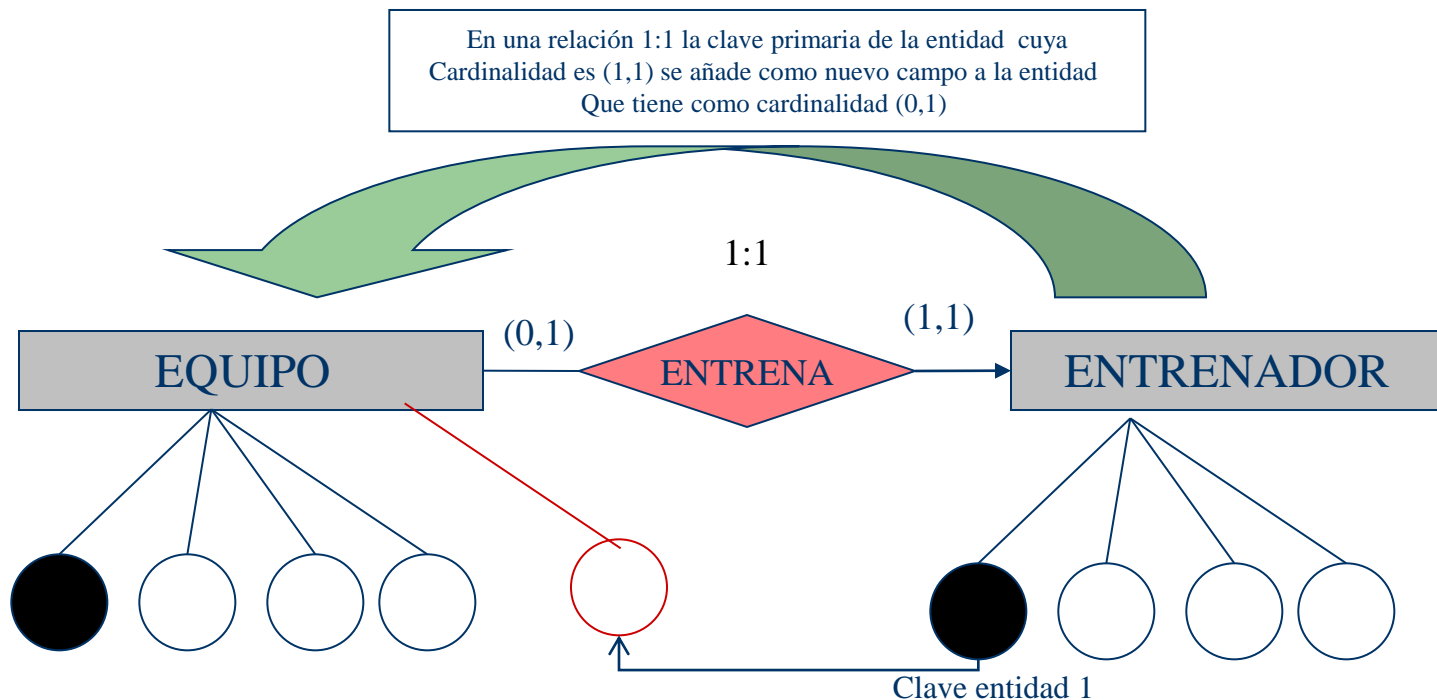 En una relación 1:1 la clave primaria de la entidad cuya
Cardinalidad es (1,1) se añade como nuevo campo a la entidad
Que tiene como cardinalidad (0,1)
1:1
(0,1)
(1,1)
EQUIPO
ENTRENA
ENTRENADOR
Clave entidad 1